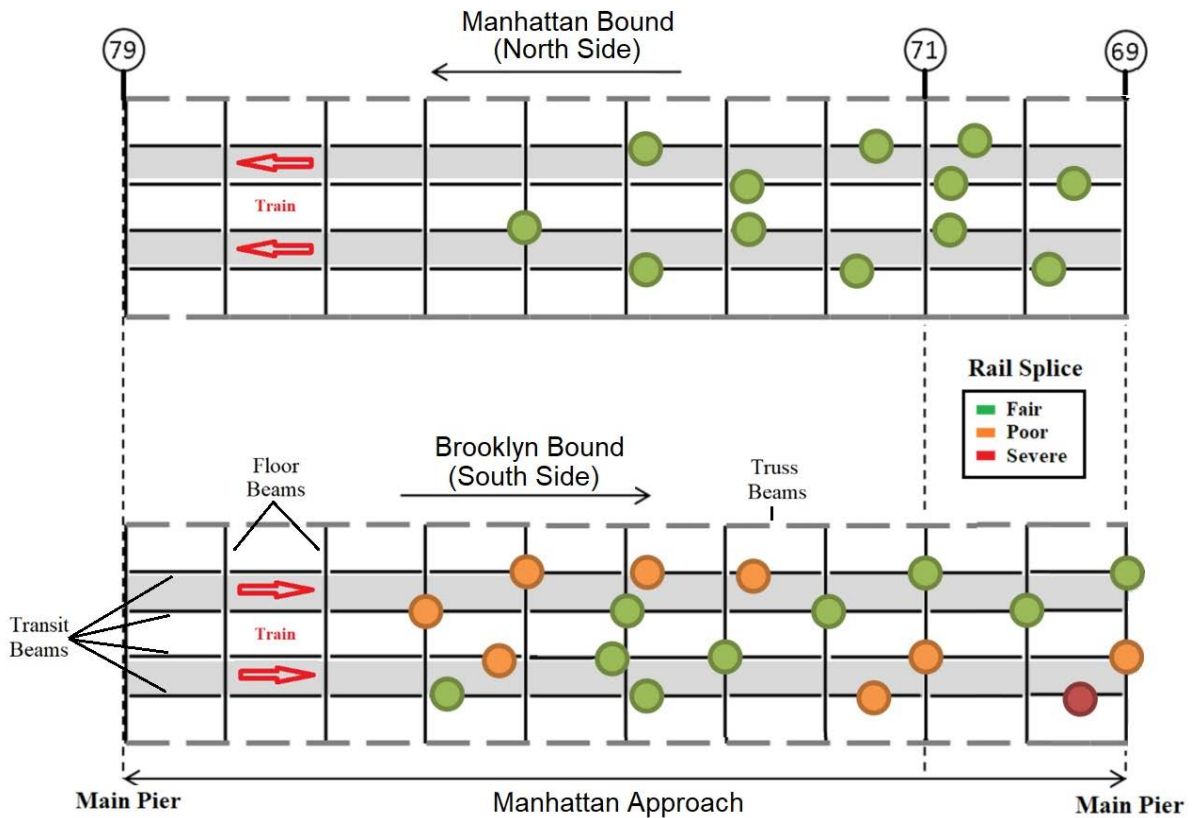 Manhattan Bound
(North Side)
79
71
69
Train
Rail Splice
Fair
Poor
Severe
Brooklyn Bound
(South Side)
Floor
Beams
Truss
Beams
Transit
Beams
Train
Main Pier
Manhattan Approach
Main Pier